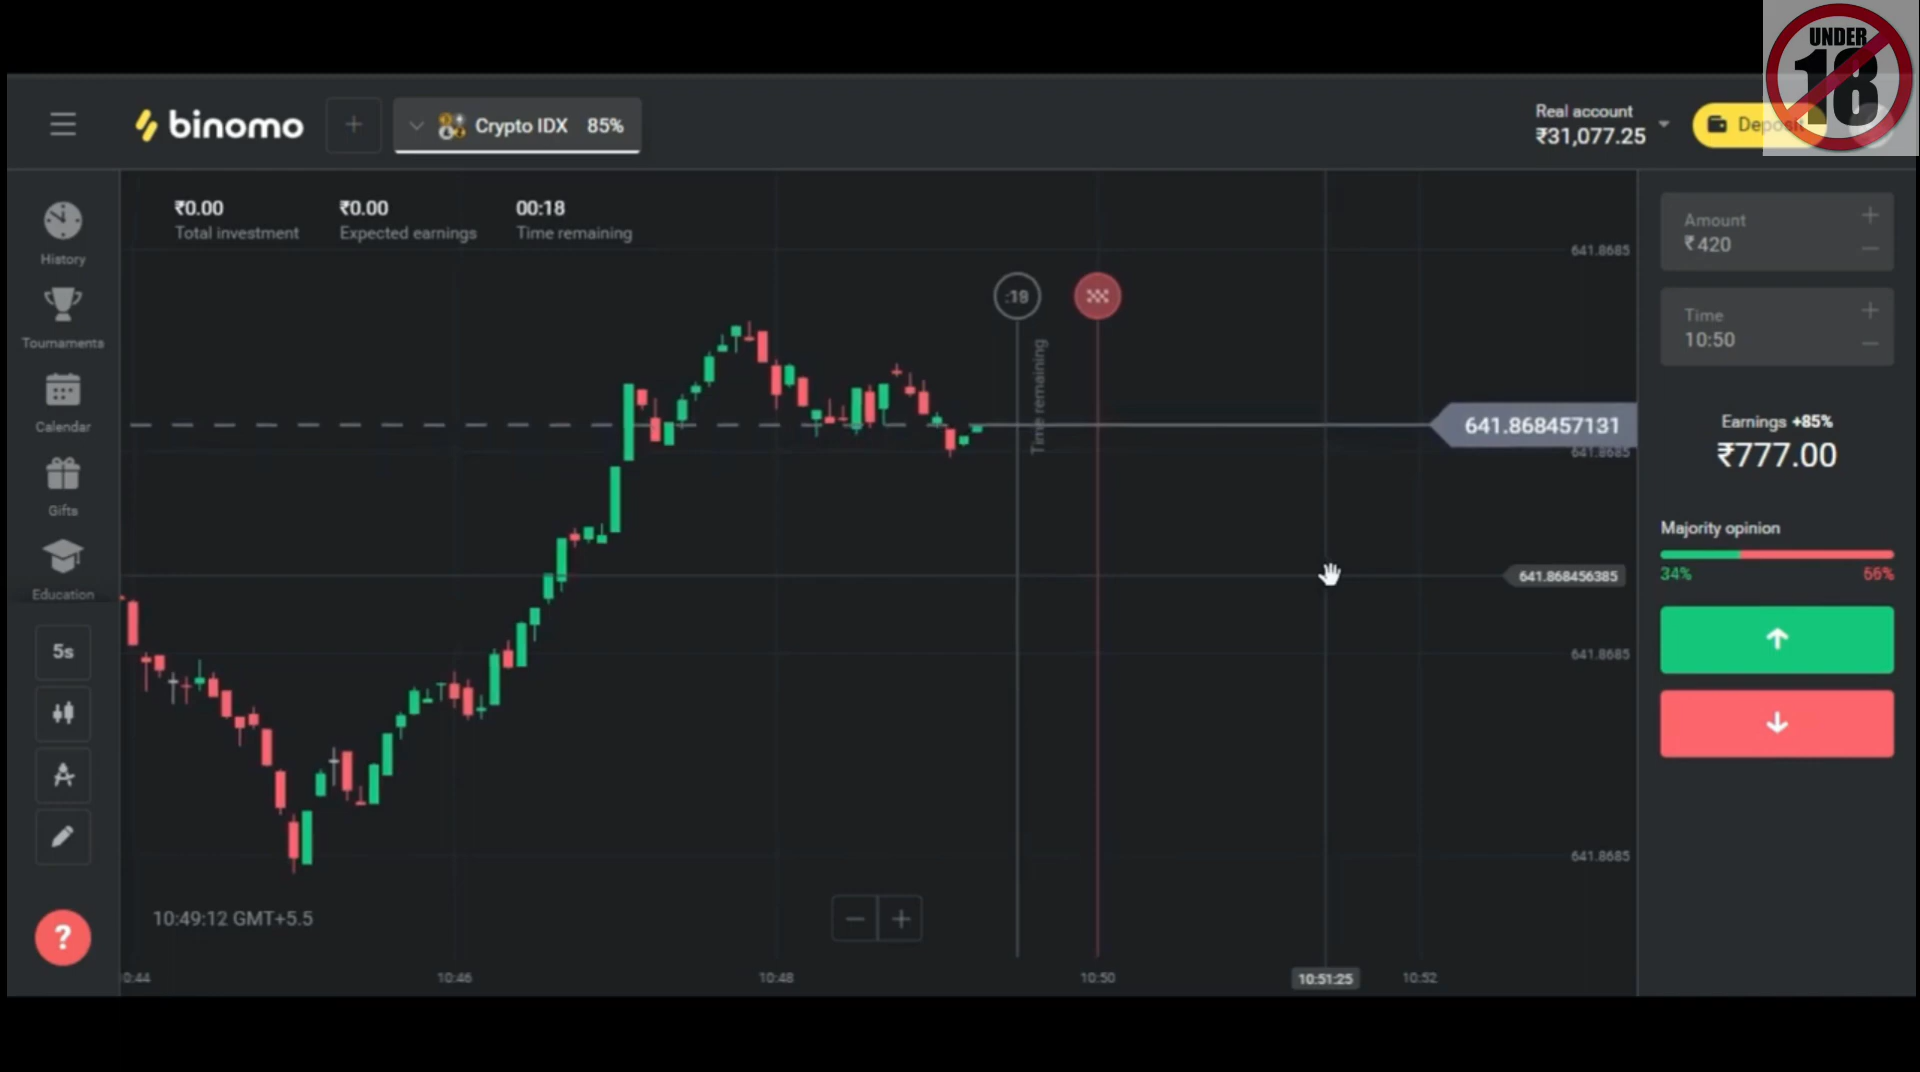 UNDER
18
binomo
Crypto IDX 85%
Real account
₹31,077.25
Deposit
₹0.00
Total investment
₹0.00
Expected earnings
00:18
Time remaining
History
Tournaments
Calendar
Gifts
Education
5s
?
:18
Time remaining
641.8685
641.868457131
641.8685
641.868456385
641.8685
641.8685
Amount
₹420
Time
10:50
Earnings +85%
₹777.00
Majority opinion
34%
66%
10:49:12 GMT+5.5
0:44
10:46
10:48
10:50
10:51:25
10:52